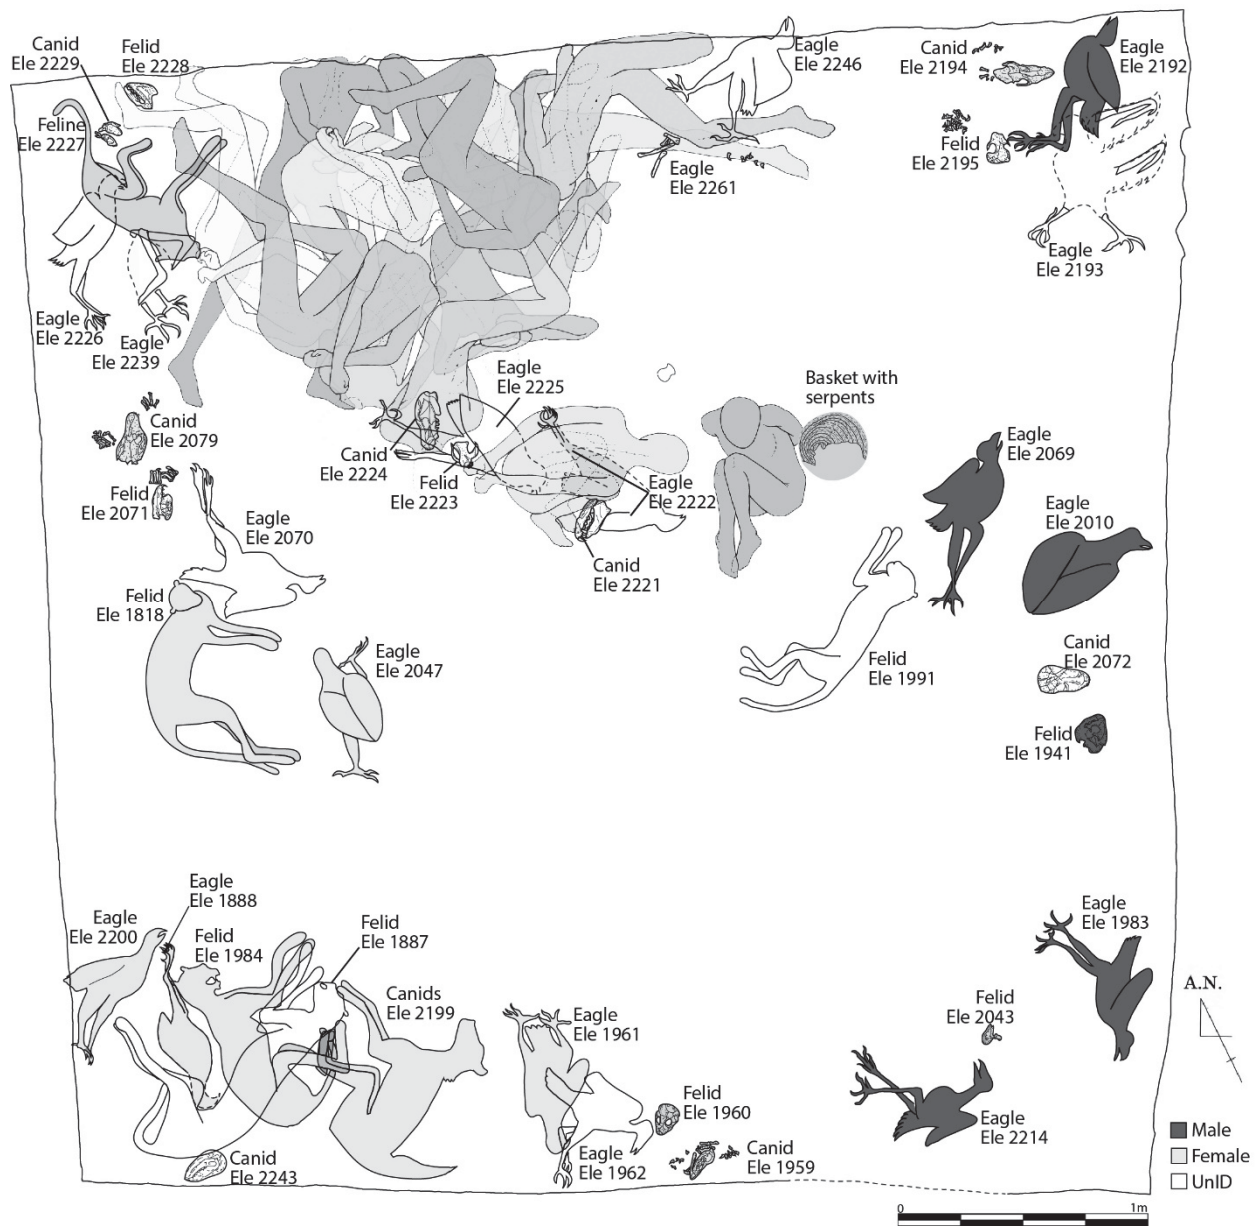 Canid
Ele 2229
Felid
Ele 2228
Eagle
Ele 2246
Canid
Ele 2194
Eagle
Ele 2192
Feline
Ele 2227
Eagle
Ele 2261
Felid
Ele 2195
Eagle
Ele 2193
Eagle
Ele 2226
Eagle
Ele 2239
Eagle
Ele 2225
Basket with
serpents
Canid
Ele 2079
Canid
Ele 2224
Felid
Ele 2223
Eagle
Ele 2222
Eagle
Ele 2069
Felid
Ele 2071
Eagle
Ele 2070
Eagle
Ele 2010
Canid
Ele 2221
Felid
Ele 1818
Eagle
Ele 2047
Felid
Ele 1991
Canid
Ele 2072
Felid
Ele 1941
Eagle
Ele 1888
Eagle
Ele 2200
Felid
Ele 1984
Felid
Ele 1887
Eagle
Ele 1983
Canids
Ele 2199
A.N.
Eagle
Ele 1961
Felid
Ele 2043
Felid
Ele 1960
Eagle
Ele 2214
Canid
Ele 2243
Eagle
Ele 1962
Canid
Ele 1959
Male
Female
UnID
0
1m